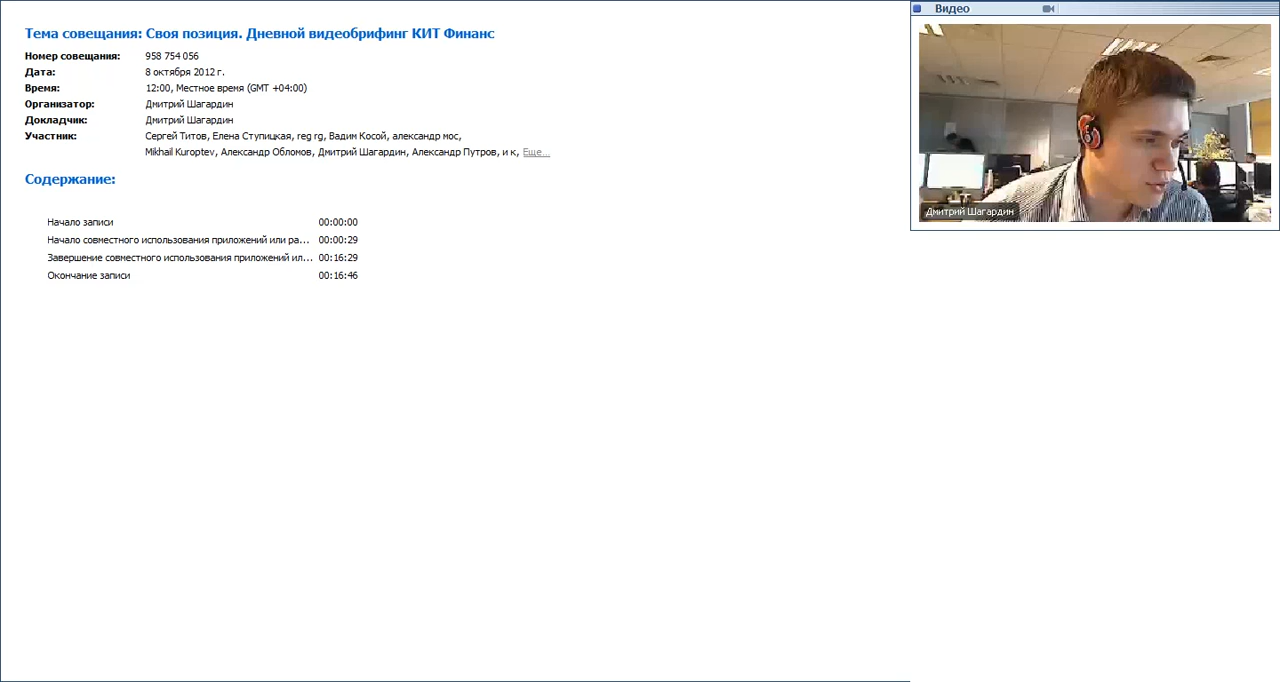 Тема совещания: Своя позиция. Дневной видеобрифинг КИТ Финанс
Номер совещания: 958 754 056
Дата: 8 октября 2012 г.
Время: 12:00, Местное время (GMT +04:00)
Организатор: Дмитрий Шагардин
Докладчик: Дмитрий Шагардин
Участник: Сергей Титов, Елена Ступицкая, reg rg, Вадим Косой, александр мос,
Mikhail Kuroptev, Александр Обломов, Дмитрий Шагардин, Александр Путров, и к, Еще...
Содержание:
Начало записи 00:00:00
Начало совместного использования приложений или ра... 00:00:29
Завершение совместного использования приложений ил... 00:16:29
Окончание записи 00:16:46
Видео
Дмитрий Шагардин